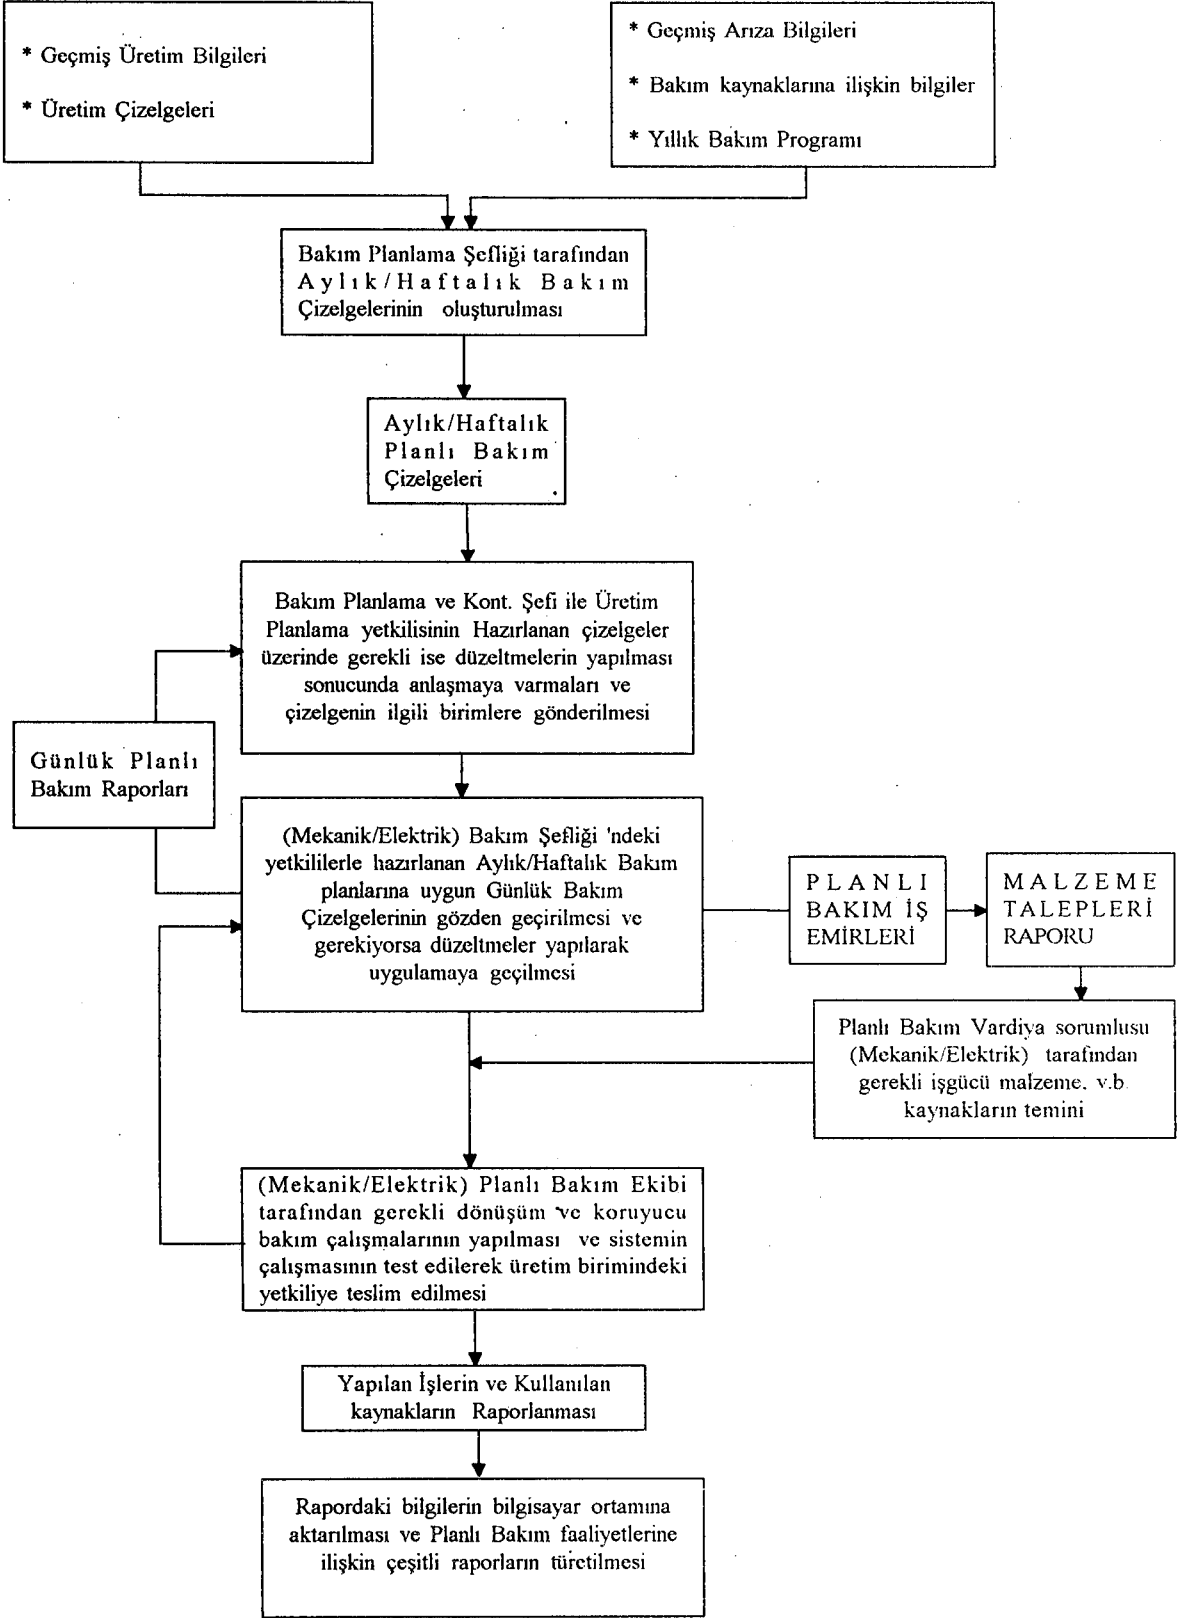 * Geçmiş Üretim Bilgileri
* Üretim Çizelgeleri
* Geçmiş Arıza Bilgileri
* Bakım kaynaklarına ilişkin bilgiler
* Yıllık Bakım Programı
Bakım Planlama Şefliği tarafından
Aylık/Haftalık Bakım
Çizelgelerinin oluşturulması
Aylık/Haftalık
Planlı Bakım
Çizelgeleri
Bakım Planlama ve Kont. Şefi ile Üretim
Planlama yetkilisinin Hazırlanan çizelgeler
üzerinde gerekli ise düzeltmelerin yapılması
sonucunda anlaşmaya varmaları ve
çizelgenin ilgili birimlere gönderilmesi
Günlük Planlı
Bakım Raporları
(Mekanik/Elektrik) Bakım Şefliği 'ndeki
yetkililerle hazırlanan Aylık/Haftalık Bakım
planlarına uygun Günlük Bakım
Çizelgelerinin gözden geçirilmesi ve
gerekiyorsa düzeltmeler yapılarak
uygulamaya geçilmesi
PLANLI
BAKIM İŞ
EMİRLERİ
MALZEME
TALEPLERİ
RAPORU
Planlı Bakım Vardiya sorumlusu
(Mekanik/Elektrik) tarafından
gerekli işgücü malzeme, v.b.
kaynakların temini
(Mekanik/Elektrik) Planlı Bakım Ekibi
tarafından gerekli dönüşüm ve koruyucu
bakım çalışmalarının yapılması ve sistemin
çalışmasının test edilerek üretim birimindeki
yetkiliye teslim edilmesi
Yapılan İşlerin ve Kullanılan
kaynakların Raporlanması
Rapordaki bilgilerin bilgisayar ortamına
aktarılması ve Planlı Bakım faaliyetlerine
ilişkin çeşitli raporların türetilmesi